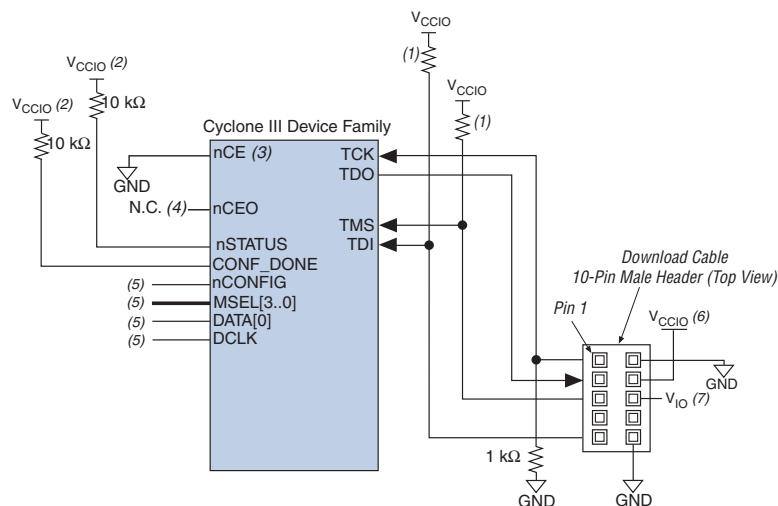 VCCIO
(1)
VCCIO (2)
10 kΩ
VCCIO (2)
10 kΩ
VCCIO
(1)
Cyclone III Device Family
nCE (3)
GND
N.C. (4)
nCEO
nSTATUS
CONF_DONE
(5) nCONFIG
(5) MSEL[3..0]
(5) DATA[0]
(5) DCLK
TCK
TDO
TMS
TDI
Download Cable
10-Pin Male Header (Top View)
Pin 1
VCCIO (6)
GND
VIO (7)
1 kΩ
GND
GND